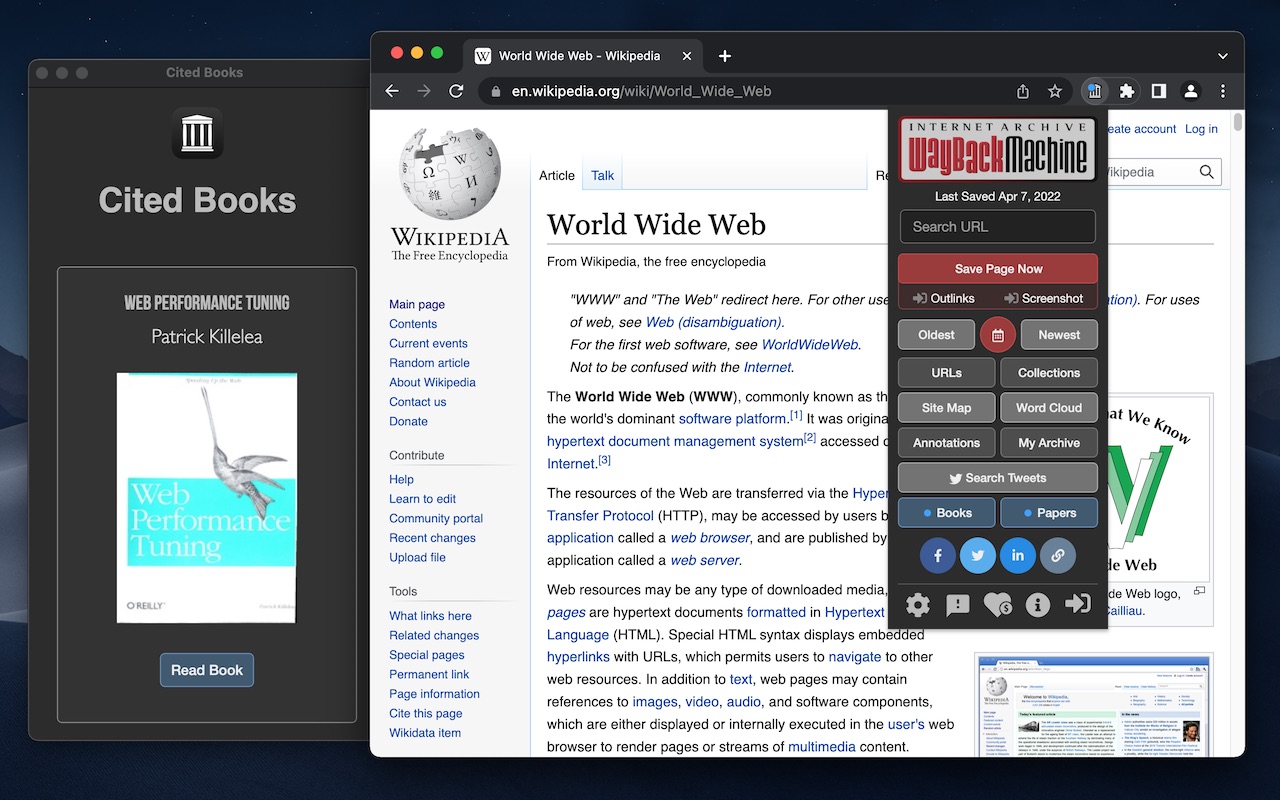 Cited Books
Cited Books
WEB PERFORMANCE TUNING
Patrick Killelea
Speeding Up the Web
Web
Performance
Tuning
O'REILLY
Patrick Killelea
Read Book
World Wide Web - Wikipedia
en.wikipedia.org/wiki/World_Wide_Web
WIKIPEDIA
The Free Encyclopedia
Main page
Contents
Current events
Random article
About Wikipedia
Contact us
Donate
Contribute
Help
Learn to edit
Community portal
Recent changes
Upload file
Tools
What links here
Related changes
Special pages
Permanent link
Page information
Cite this page
Wikidata item
eate account Log in
Article Talk Re
ikipedia
World Wide Web
From Wikipedia, the free encyclopedia
"WWW" and "The Web" redirect here. For other use
ation). For uses
of web, see Web (disambiguation).
For the first web software, see WorldWideWeb.
Not to be confused with the Internet.
The World Wide Web (WWW), commonly known as th
the world's dominant software platform.[1] It was origina
hypertext document management system[2] accessed
Internet.[3]
The resources of the Web are transferred via the Hyper
Transfer Protocol (HTTP), may be accessed by users b
application called a web browser, and are published by
application called a web server.
Web resources may be any type of downloaded media,
pages are hypertext documents formatted in Hypertext
Language (HTML). Special HTML syntax displays embedded
hyperlinks with URLs, which permits users to navigate to other
web resources. In addition to text, web pages may contain
references to images, video, audio, and software components,
which are either displayed or internally executed in the user's web
browser to render pages or streams of multimedia content.
INTERNET ARCHIVE
WayBackMachine
Last Saved Apr 7, 2022
Search URL
Save Page Now
Outlinks Screenshot
Oldest Newest
URLs Collections
Site Map Word Cloud
Annotations My Archive
Search Tweets
Books Papers
at We Know
de Web
de Web logo,
Cailliau.